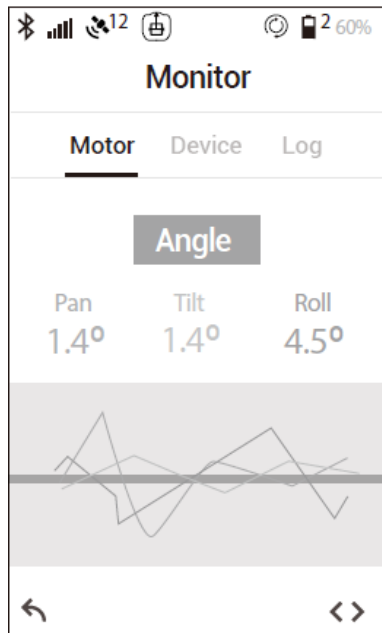 12 2 60%
Monitor
Motor Device Log
Angle
Pan Tilt Roll
1.4° 1.4° 4.5°